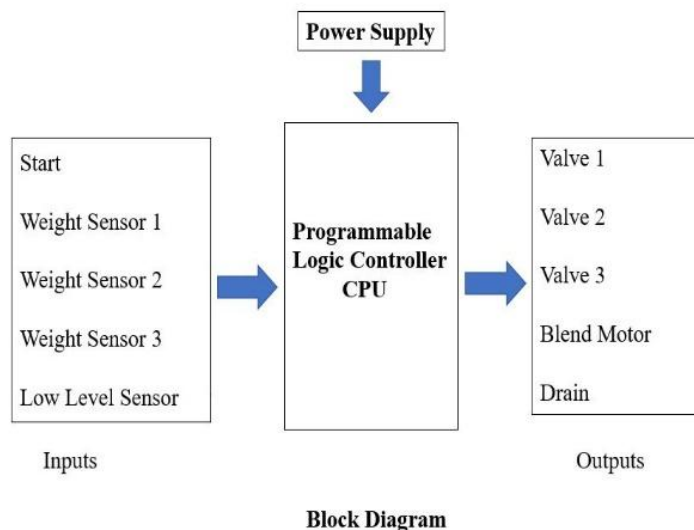 Power Supply
Start
Weight Sensor 1
Weight Sensor 2
Weight Sensor 3
Low Level Sensor
Inputs
Programmable
Logic Controller
CPU
Valve 1
Valve 2
Valve 3
Blend Motor
Drain
Outputs
Block Diagram